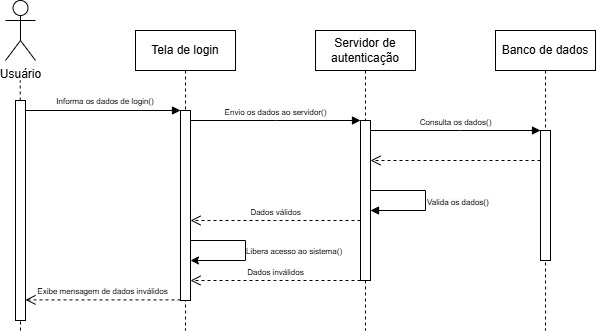 Usuário
Tela de login
Servidor de
autenticação
Banco de dados
Informa os dados de login()
Envio os dados ao servidor()
Consulta os dados()
Valida os dados()
Dados válidos
Libera acesso ao sistema()
Dados inválidos
Exibe mensagem de dados inválidos